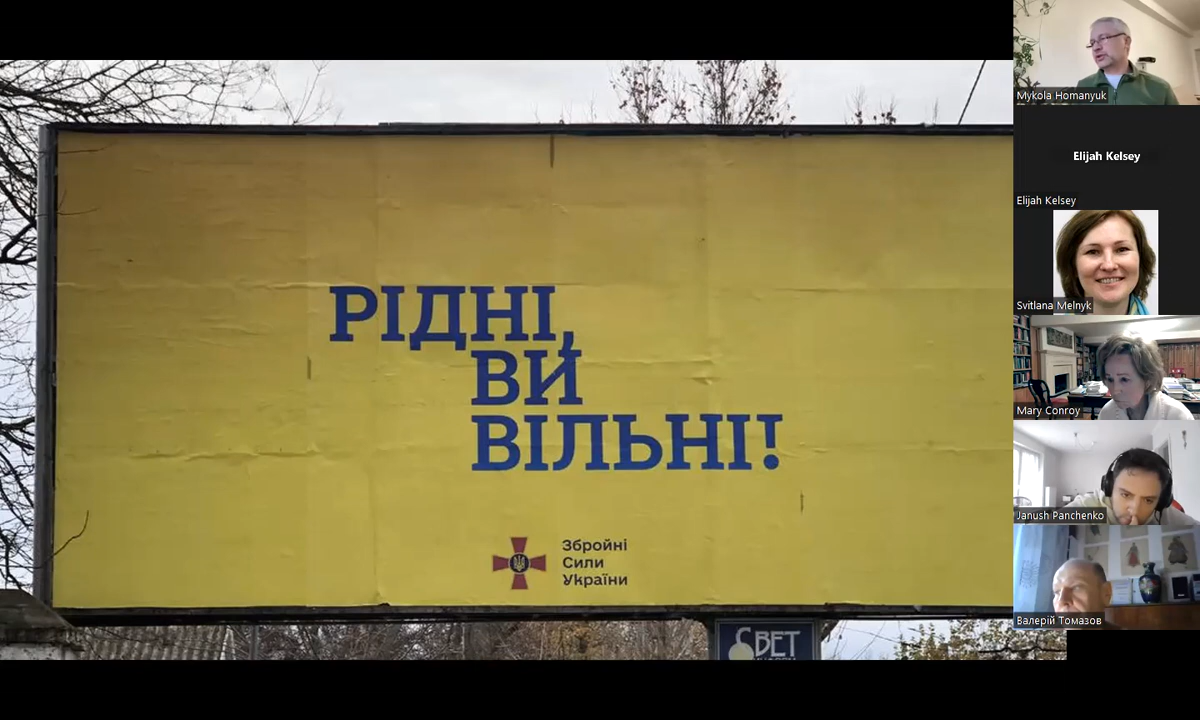 РІДНІ,
ВИ
ВІЛЬНІ!
Збройні
Сили
України
СВЕТ
Mykola Homanyuk
Elijah Kelsey
Elijah Kelsey
Svitlana Melnyk
Mary Conroy
Janush Panchenko
Валерій Томазов